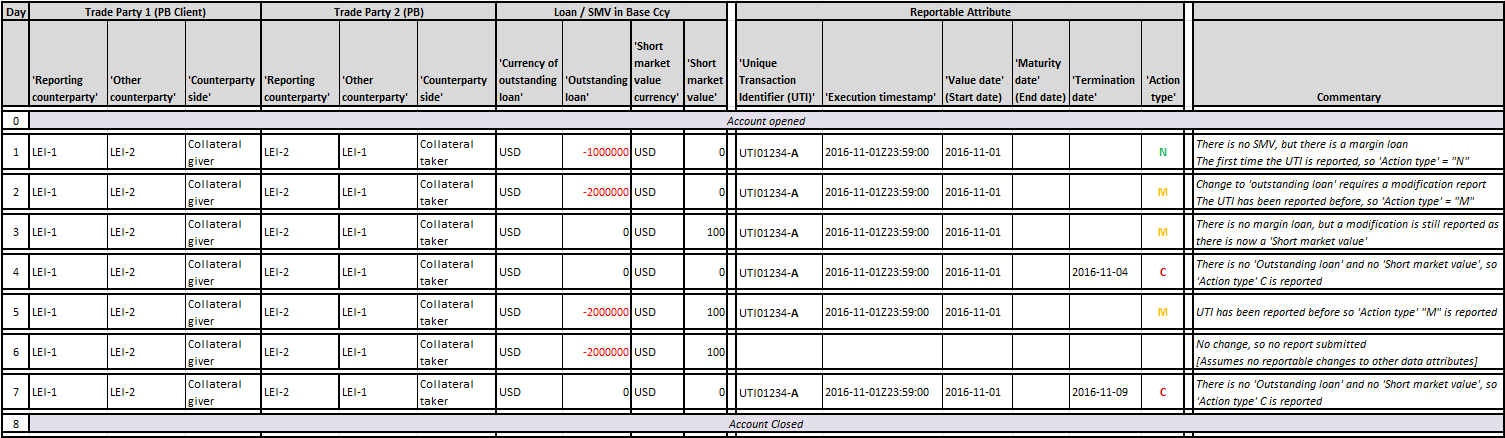 Day Trade Party 1 (PB Client) Trade Party 2 (PB) Loan / SMV in Base Ccy Reportable Attribute
'Reporting counterparty' 'Other counterparty' 'Counterparty side' 'Reporting counterparty' 'Other counterparty' 'Counterparty side' 'Currency of outstanding loan' 'Outstanding loan' 'Short market value currency' 'Short market value' 'Unique Transaction Identifier (UTI)' 'Execution timestamp' 'Value date' (Start date) 'Maturity date' (End date) 'Termination date' 'Action type' Commentary
0 Account opened
1 LEI-1 LEI-2 Collateral giver LEI-2 LEI-1 Collateral taker USD -1000000 USD 0 UTI01234-A 2016-11-01Z23:59:00 2016-11-01 N There is no SMV, but there is a margin loan
The first time the UTI is reported, so 'Action type' = "N"
2 LEI-1 LEI-2 Collateral giver LEI-2 LEI-1 Collateral taker USD -2000000 USD 0 UTI01234-A 2016-11-01Z23:59:00 2016-11-01 M Change to 'outstanding loan' requires a modification report
The UTI has been reported before, so 'Action type' = "M"
3 LEI-1 LEI-2 Collateral giver LEI-2 LEI-1 Collateral taker USD 0 USD 100 UTI01234-A 2016-11-01Z23:59:00 2016-11-01 M There is no margin loan, but a modification is still reported as
there is now a 'Short market value'
4 LEI-1 LEI-2 Collateral giver LEI-2 LEI-1 Collateral taker USD 0 USD 0 UTI01234-A 2016-11-01Z23:59:00 2016-11-01 2016-11-04 C There is no 'Outstanding loan' and no 'Short market value', so
'Action type' C is reported
5 LEI-1 LEI-2 Collateral giver LEI-2 LEI-1 Collateral taker USD -2000000 USD 100 UTI01234-A 2016-11-01Z23:59:00 2016-11-01 M UTI has been reported before so 'Action type' "M" is reported
6 LEI-1 LEI-2 Collateral giver LEI-2 LEI-1 Collateral taker USD -2000000 USD 100 No change, so no report submitted
[Assumes no reportable changes to other data attributes]
7 LEI-1 LEI-2 Collateral giver LEI-2 LEI-1 Collateral taker USD 0 USD 0 UTI01234-A 2016-11-01Z23:59:00 2016-11-01 2016-11-09 C There is no 'Outstanding loan' and no 'Short market value', so
'Action type' C is reported
8 Account Closed